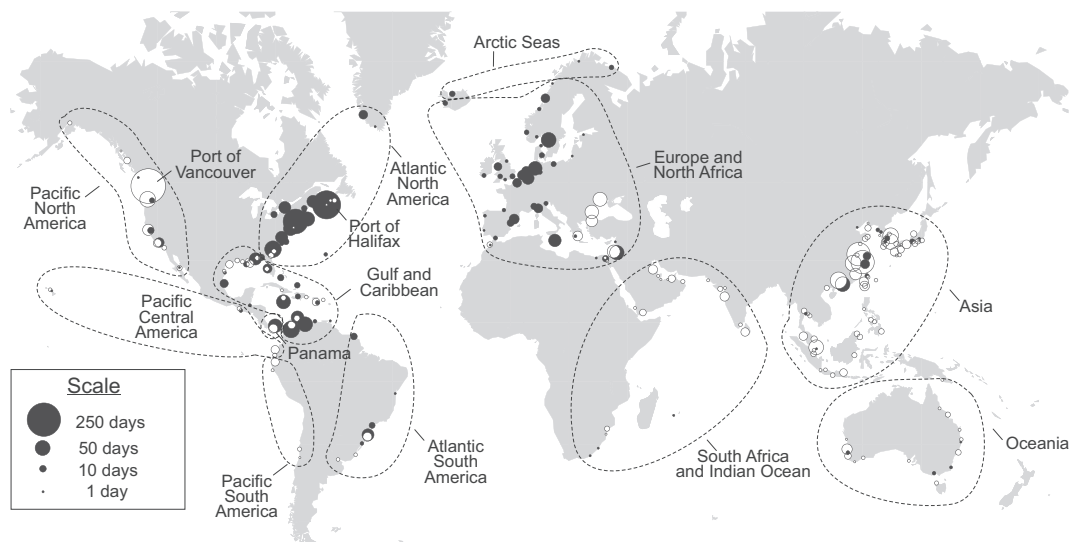 Arctic Seas
Port of
Vancouver
Pacific
North
America
Atlantic
North
America
Europe and
North Africa
Port of
Halifax
Gulf and
Caribbean
Pacific
Central
America
Asia
Panama
Scale
250 days
50 days
10 days
1 day
Pacific
South
America
Atlantic
South
America
South Africa
and Indian Ocean
Oceania